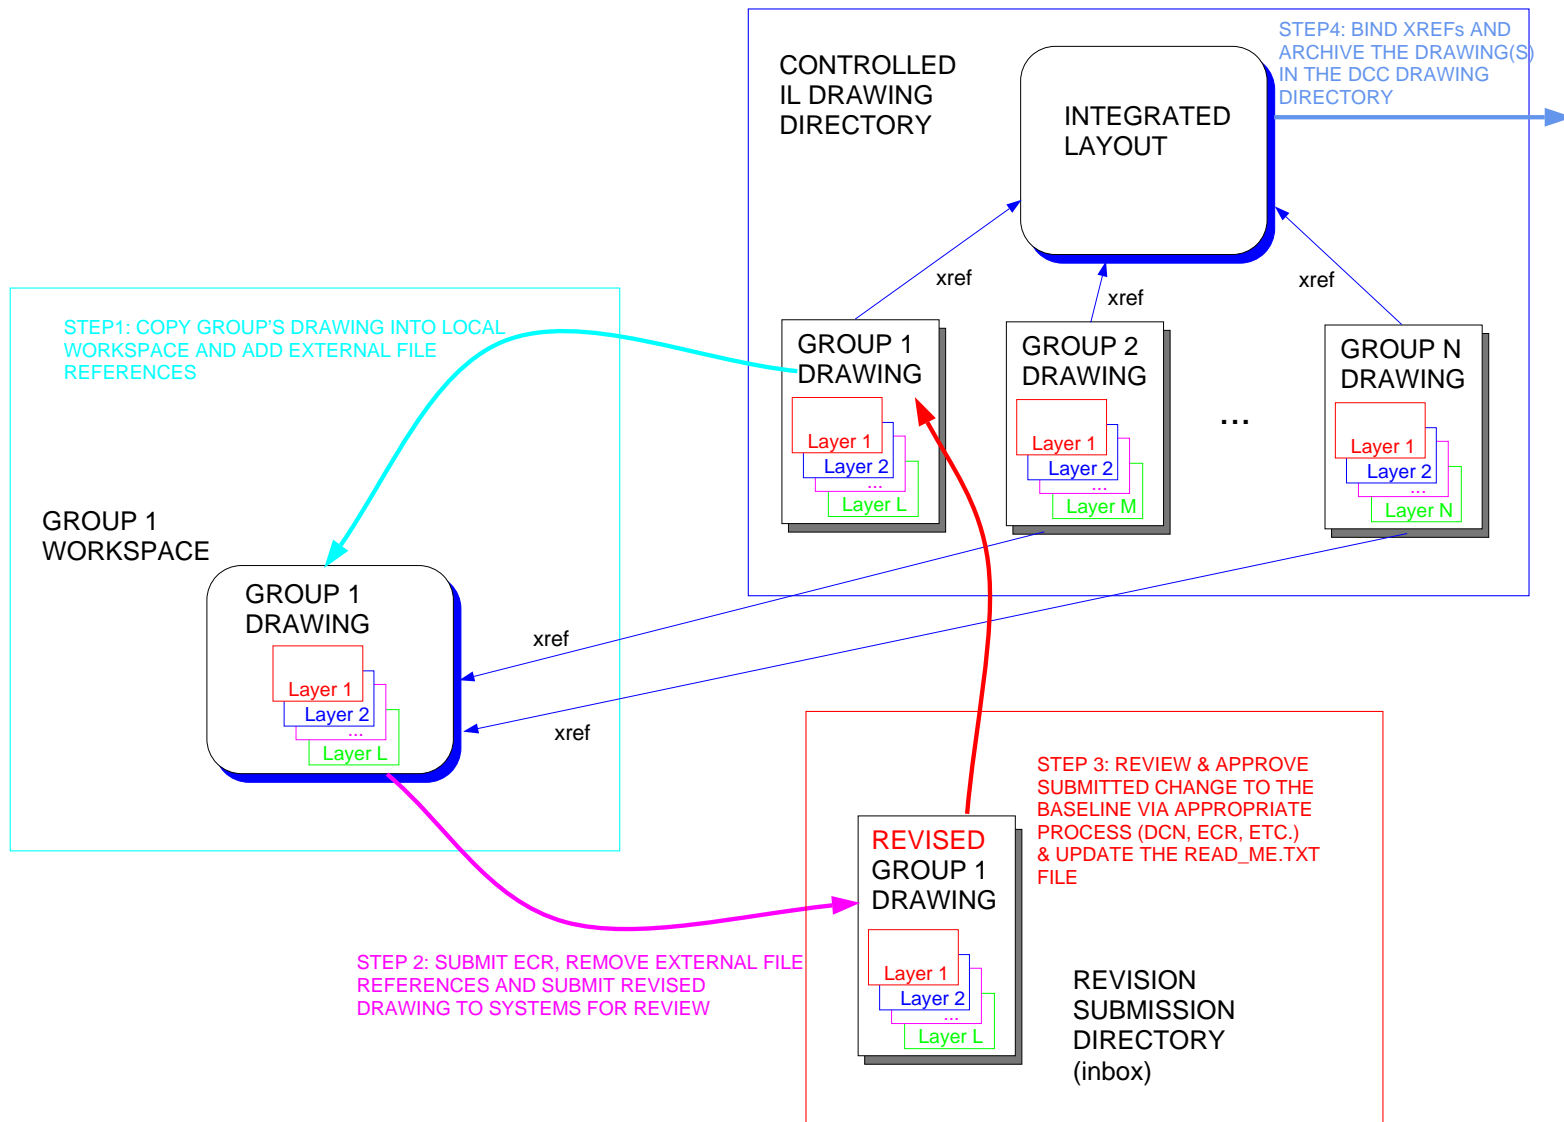 STEP4: BIND XREFs AND
ARCHIVE THE DRAWING(S)
IN THE DCC DRAWING
DIRECTORY
CONTROLLED
IL DRAWING
DIRECTORY
INTEGRATED
LAYOUT
xref
xref
xref
STEP1: COPY GROUP'S DRAWING INTO LOCAL
WORKSPACE AND ADD EXTERNAL FILE
REFERENCES
GROUP 1
DRAWING
Layer 1
Layer 2
...
Layer L
GROUP 2
DRAWING
Layer 1
Layer 2
...
Layer M
...
GROUP N
DRAWING
Layer 1
Layer 2
...
Layer N
GROUP 1
WORKSPACE
GROUP 1
DRAWING
Layer 1
Layer 2
...
Layer L
xref
xref
STEP 3: REVIEW & APPROVE
SUBMITTED CHANGE TO THE
BASELINE VIA APPROPRIATE
PROCESS (DCN, ECR, ETC.)
& UPDATE THE READ_ME.TXT
FILE
REVISED
GROUP 1
DRAWING
Layer 1
Layer 2
...
Layer L
STEP 2: SUBMIT ECR, REMOVE EXTERNAL FILE
REFERENCES AND SUBMIT REVISED
DRAWING TO SYSTEMS FOR REVIEW
REVISION
SUBMISSION
DIRECTORY
(inbox)